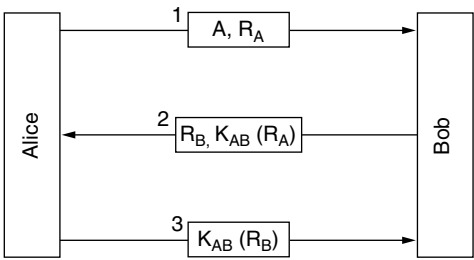 Alice
1
A, R_A
2
R_B, K_AB (R_A)
3
K_AB (R_B)
Bob